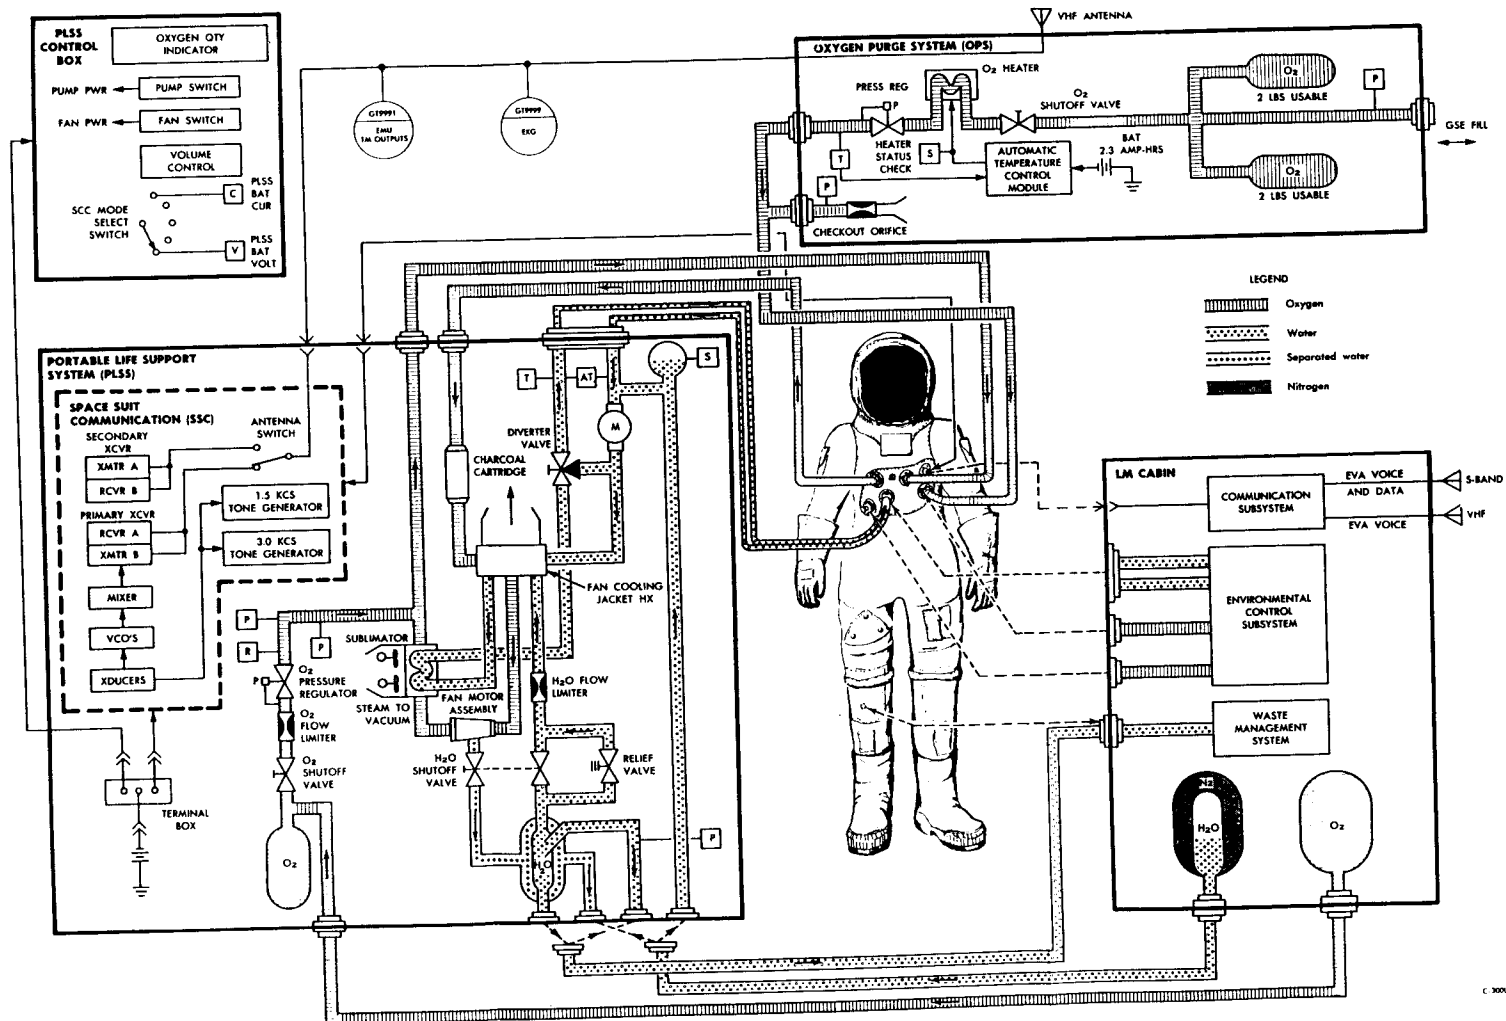 PLSS
CONTROL
BOX
OXYGEN QTY
INDICATOR
PUMP PWR
PUMP SWITCH
FAN PWR
FAN SWITCH
VOLUME
CONTROL
SCC MODE
SELECT
SWITCH
C
PLSS
BAT
CUR
V
PLSS
BAT
VOLT
GT9991
EMU
TM OUTPUTS
GT9999
EKG
VHF ANTENNA
OXYGEN PURGE SYSTEM (OPS)
O2 HEATER
PRESS REG
P
HEATER
STATUS
CHECK
S
T
P
O2
SHUTOFF VALVE
AUTOMATIC
TEMPERATURE
CONTROL
MODULE
BAT
2.3 AMP-HRS
O2
2 LBS USABLE
P
O2
2 LBS USABLE
GSE FILL
CHECKOUT ORIFICE
LEGEND
Oxygen
Water
Separated water
Nitrogen
PORTABLE LIFE SUPPORT
SYSTEM (PLSS)
SPACE SUIT
COMMUNICATION (SSC)
SECONDARY
XCVR
XMTR A
RCVR B
ANTENNA
SWITCH
PRIMARY XCVR
RCVR A
XMTR B
1.5 KCS
TONE GENERATOR
3.0 KCS
TONE GENERATOR
MIXER
VCO'S
XDUCERS
TERMINAL
BOX
P
R
P
P
O2
PRESSURE
REGULATOR
O2
FLOW
LIMITER
O2
SHUTOFF
VALVE
O2
T
AT
S
M
DIVERTER
VALVE
CHARCOAL
CARTRIDGE
FAN COOLING
JACKET HX
SUBLIMATOR
STEAM TO
VACUUM
FAN MOTOR
ASSEMBLY
H2O FLOW
LIMITER
H2O
SHUTOFF
VALVE
RELIEF
VALVE
H2O
P
LM CABIN
COMMUNICATION
SUBSYSTEM
EVA VOICE
AND DATA
S-BAND
EVA VOICE
VHF
ENVIRONMENTAL
CONTROL
SUBSYSTEM
WASTE
MANAGEMENT
SYSTEM
N2
H2O
O2